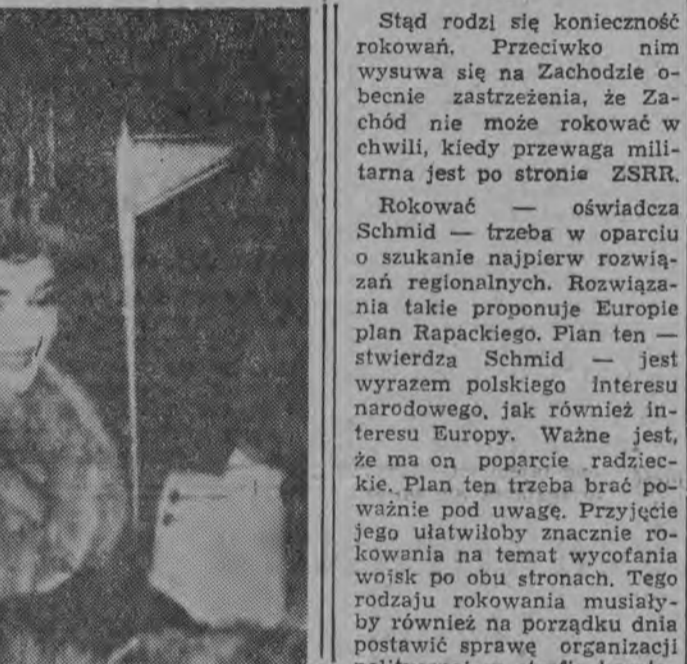 Stąd rodzi się konieczność
rokowań. Przeciwko nim
wysuwa się na Zachodzie o-
becnie zastrzeżenia, że Za-
chód nie może rokować w
chwili, kiedy przewaga mili-
tarna jest po stronie ZSRR.
Rokować — oświadcza
Schmid — trzeba w oparciu
o szukanie najpierw rozwią-
zań regionalnych. Rozwiąza-
nia takie proponuje Europie
plan Rapackiego. Plan ten —
stwierdza Schmid — jest
wyrazem polskiego interesu
narodowego, jak również in-
teresu Europy. Ważne jest,
że ma on poparcie radziec-
kie. Plan ten trzeba brać po-
ważnie pod uwagę. Przyjęcie
jego ułatwiłoby znacznie ro-
kowania na temat wycofania
wojsk po obu stronach. Tego
rodzaju rokowania musiały-
by również na porządku dnia
postawić sprawę organizacji